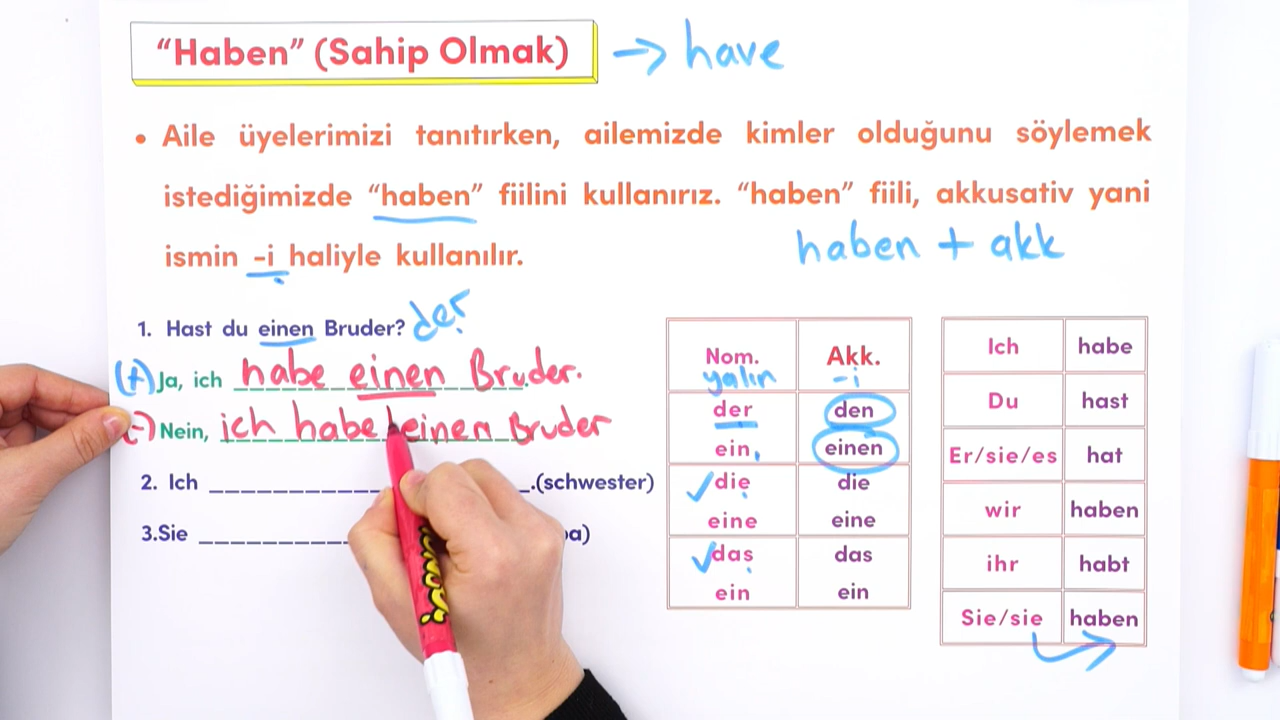 "Haben" (Sahip Olmak) → have
• Aile üyelerimizi tanıtırken, ailemizde kimler olduğunu söylemek
istediğimizde "haben" fiilini kullanırız. "haben" fiili, akkusativ yani
ismin -i haliyle kullanılır.
haben + akk
1. Hast du einen Bruder? der
(+) Ja, ich habe einen Bruder.
(-) Nein, ich habe einen Bruder
2. Ich ____________.(schwester)
3.Sie ____________
Nom. Akk.
yalın -i
der den
ein einen
die die
eine eine
das das
ein ein
Ich habe
Du hast
Er/sie/es hat
wir haben
ihr habt
Sie/sie haben